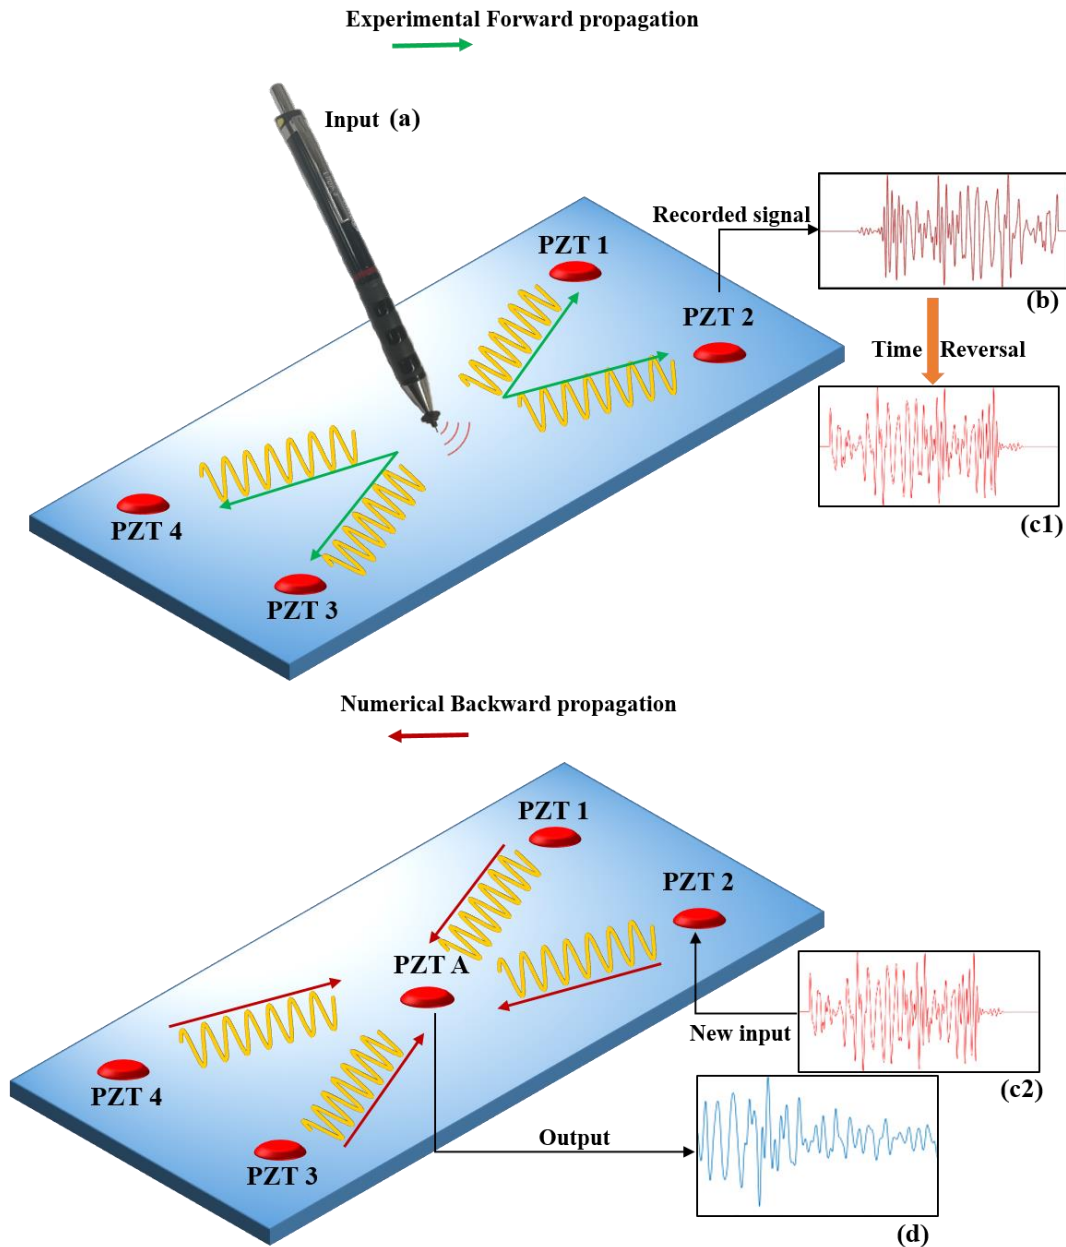 Experimental Forward propagation
Input (a)
PZT 1
Recorded signal
PZT 2
(b)
Time Reversal
PZT 4
PZT 3
(c1)
Numerical Backward propagation
PZT 1
PZT 2
PZT A
New input
PZT 4
(c2)
Output
PZT 3
(d)